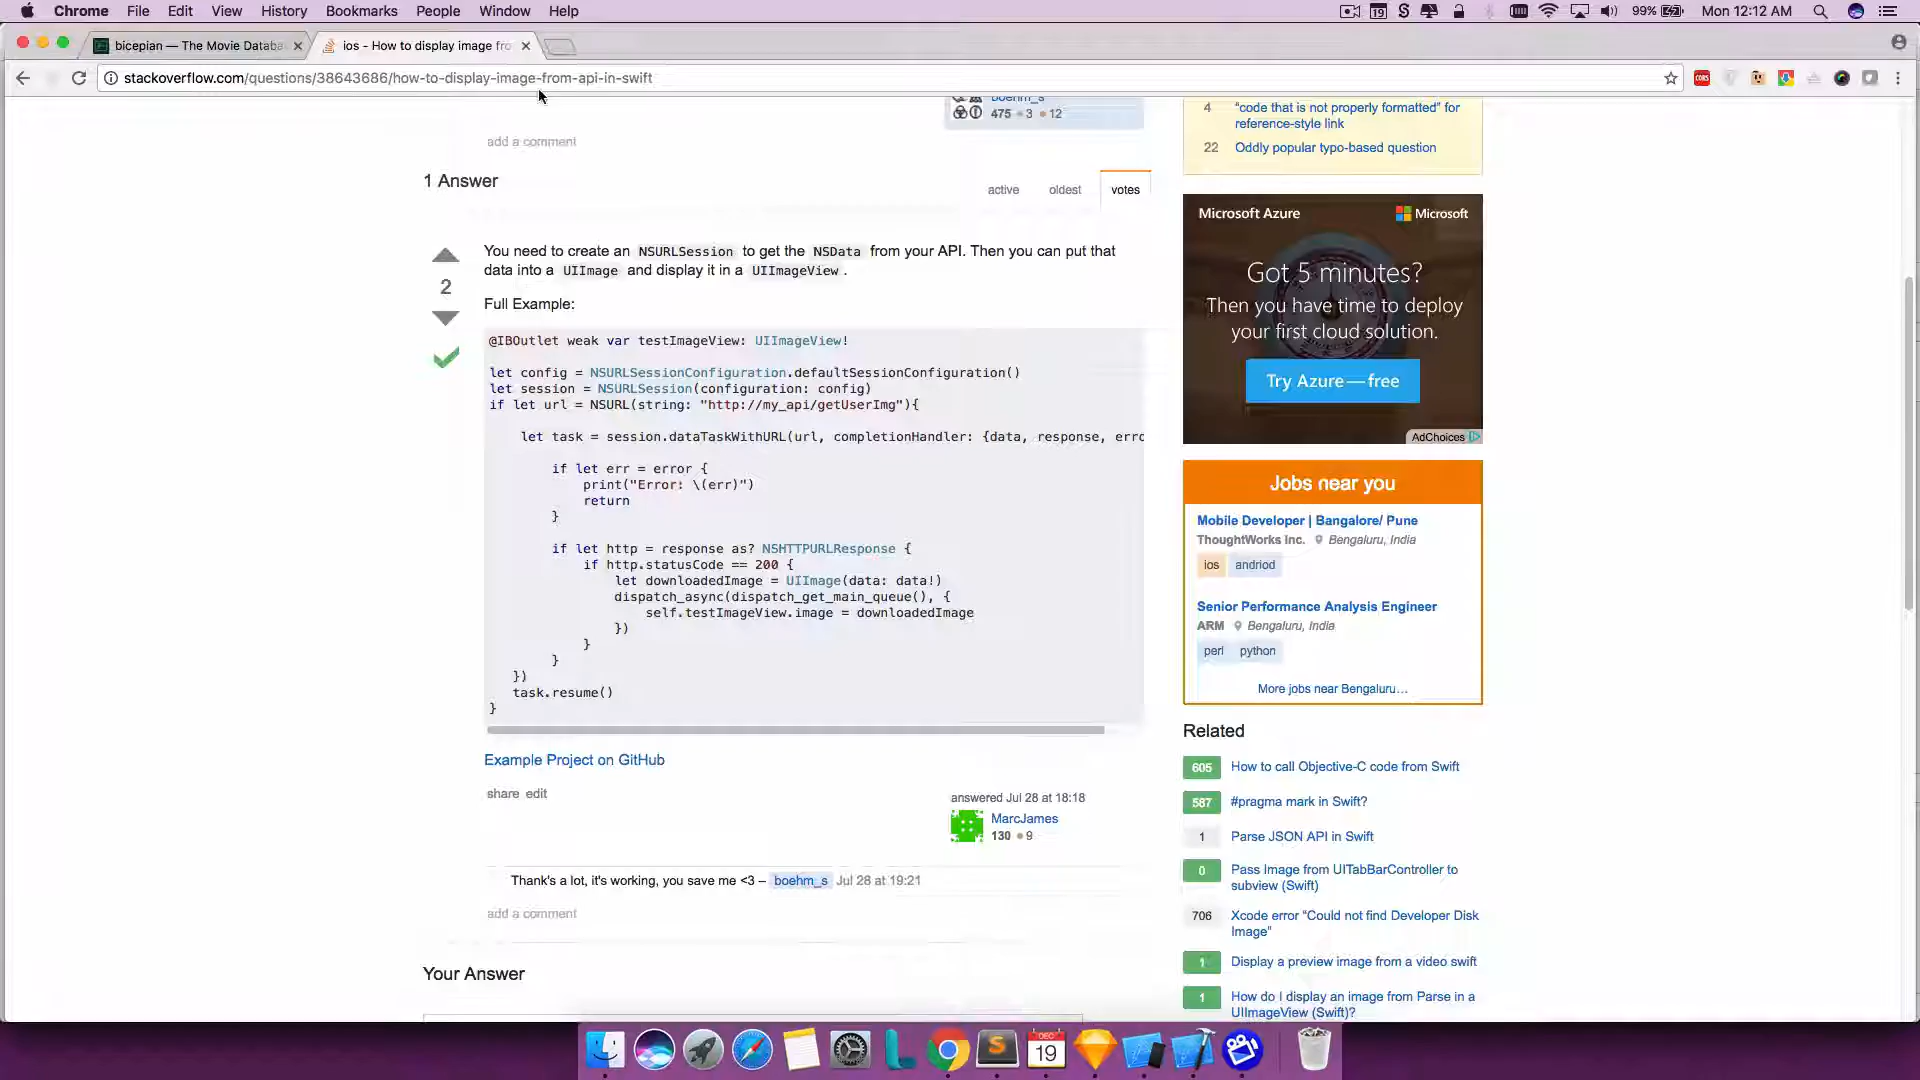 Chrome File Edit View History Bookmarks People Window Help
99% Mon 12:12 AM
bicepian — The Movie Databa
ios - How to display image fro
stackoverflow.com/questions/38643686/how-to-display-image-from-api-in-swift
boehm_s
475 3 12
add a comment
1 Answer
active oldest votes
2
You need to create an NSURLSession to get the NSData from your API. Then you can put that
data into a UIImage and display it in a UIImageView .
Full Example:
@IBOutlet weak var testImageView: UIImageView!
let config = NSURLSessionConfiguration.defaultSessionConfiguration()
let session = NSURLSession(configuration: config)
if let url = NSURL(string: "http://my_api/getUserImg"){
let task = session.dataTaskWithURL(url, completionHandler: {data, response, erro
if let err = error {
print("Error: \(err)")
return
}
if let http = response as? NSHTTPURLResponse {
if http.statusCode == 200 {
let downloadedImage = UIImage(data: data!)
dispatch_async(dispatch_get_main_queue(), {
self.testImageView.image = downloadedImage
})
}
}
})
task.resume()
}
Example Project on GitHub
share edit
answered Jul 28 at 18:18
MarcJames
130 9
Thank's a lot, it's working, you save me <3 – boehm_s Jul 28 at 19:21
add a comment
Your Answer
4 "code that is not properly formatted" for
reference-style link
22 Oddly popular typo-based question
Microsoft Azure Microsoft
Got 5 minutes?
Then you have time to deploy
your first cloud solution.
Try Azure—free
AdChoices
Jobs near you
Mobile Developer | Bangalore/ Pune
ThoughtWorks Inc. Bengaluru, India
ios andriod
Senior Performance Analysis Engineer
ARM Bengaluru, India
perl python
More jobs near Bengaluru…
Related
605 How to call Objective-C code from Swift
587 #pragma mark in Swift?
1 Parse JSON API in Swift
0 Pass Image from UITabBarController to
subview (Swift)
706 Xcode error "Could not find Developer Disk
Image"
1 Display a preview image from a video swift
1 How do I display an image from Parse in a
UIImageView (Swift)?
DEC
19